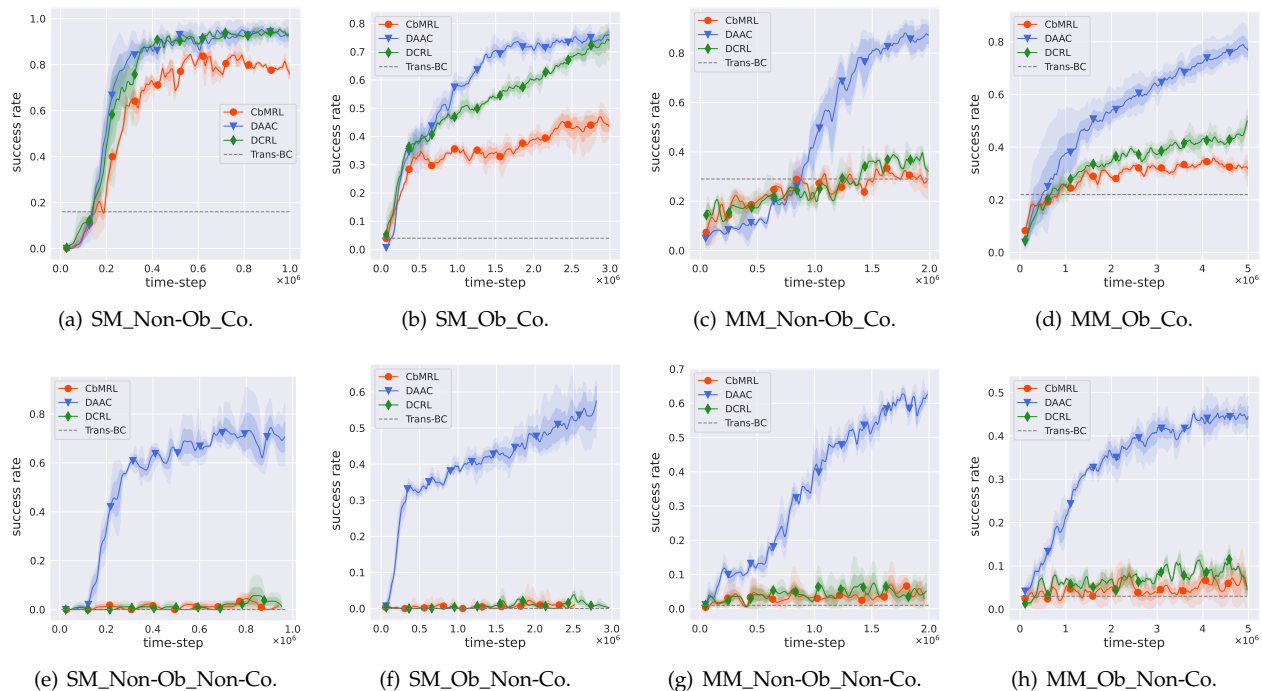 success rate
0.0
0.2
0.4
0.6
0.8
1.0
CbMRL
DAAC
DCRL
Trans-BC
0.0 0.2 0.4 0.6 0.8 1.0
×10⁶
time-step
(a) SM_Non-Ob_Co.
success rate
0.8
0.7
0.6
0.5
0.4
0.3
0.2
0.1
0.0
CbMRL
DAAC
DCRL
Trans-BC
0.0 0.5 1.0 1.5 2.0 2.5 3.0
×10⁶
time-step
(b) SM_Ob_Co.
success rate
0.8
0.6
0.4
0.2
0.0
CbMRL
DAAC
DCRL
Trans-BC
0.0 0.5 1.0 1.5 2.0
×10⁶
time-step
(c) MM_Non-Ob_Co.
success rate
0.8
0.6
0.4
0.2
0.0
CbMRL
DAAC
DCRL
Trans-BC
0 1 2 3 4 5
×10⁶
time-step
(d) MM_Ob_Co.
success rate
0.8
0.6
0.4
0.2
0.0
CbMRL
DAAC
DCRL
Trans-BC
0.0 0.2 0.4 0.6 0.8 1.0
×10⁶
time-step
(e) SM_Non-Ob_Non-Co.
success rate
0.6
0.5
0.4
0.3
0.2
0.1
0.0
CbMRL
DAAC
DCRL
Trans-BC
0.0 0.5 1.0 1.5 2.0 2.5 3.0
×10⁶
time-step
(f) SM_Ob_Non-Co.
success rate
0.7
0.6
0.5
0.4
0.3
0.2
0.1
0.0
CbMRL
DAAC
DCRL
Trans-BC
0.0 0.5 1.0 1.5 2.0
×10⁶
time-step
(g) MM_Non-Ob_Non-Co.
success rate
0.5
0.4
0.3
0.2
0.1
0.0
CbMRL
DAAC
DCRL
Trans-BC
0 1 2 3 4 5
×10⁶
time-step
(h) MM_Ob_Non-Co.